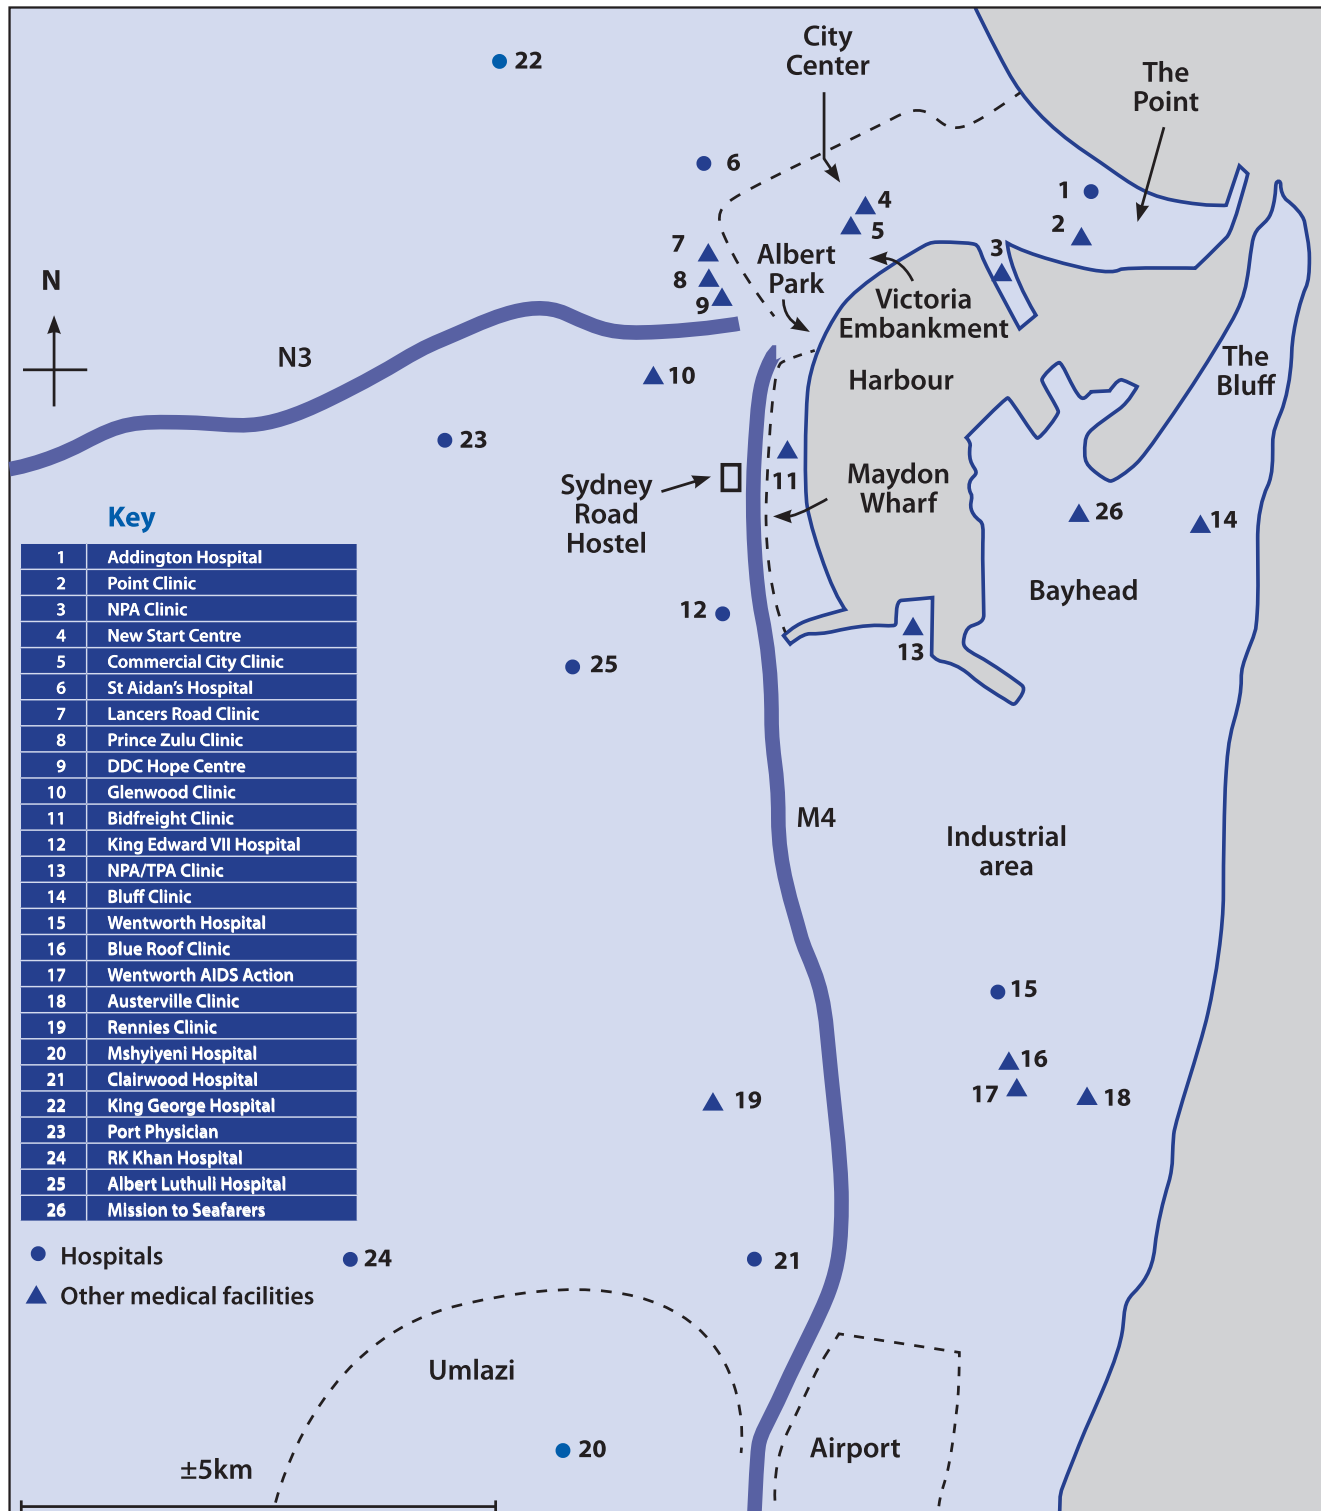 City
Center
The
Point
22
6
1
4
5
2
3
7
8
9
Albert
Park
Victoria
Embankment
N
N3
10
Harbour
The
Bluff
23
Sydney
Road
Hostel
11
Maydon
Wharf
26
14
Bayhead
12
13
25
M4
Industrial
area
15
16
17
18
19
Key
1 Addington Hospital
2 Point Clinic
3 NPA Clinic
4 New Start Centre
5 Commercial City Clinic
6 St Aidan's Hospital
7 Lancers Road Clinic
8 Prince Zulu Clinic
9 DDC Hope Centre
10 Glenwood Clinic
11 Bidfreight Clinic
12 King Edward VII Hospital
13 NPA/TPA Clinic
14 Bluff Clinic
15 Wentworth Hospital
16 Blue Roof Clinic
17 Wentworth AIDS Action
18 Austerville Clinic
19 Rennies Clinic
20 Mshyiyeni Hospital
21 Clairwood Hospital
22 King George Hospital
23 Port Physician
24 RK Khan Hospital
25 Albert Luthuli Hospital
26 Mission to Seafarers
Hospitals
Other medical facilities
24
21
Umlazi
20
Airport
±5km